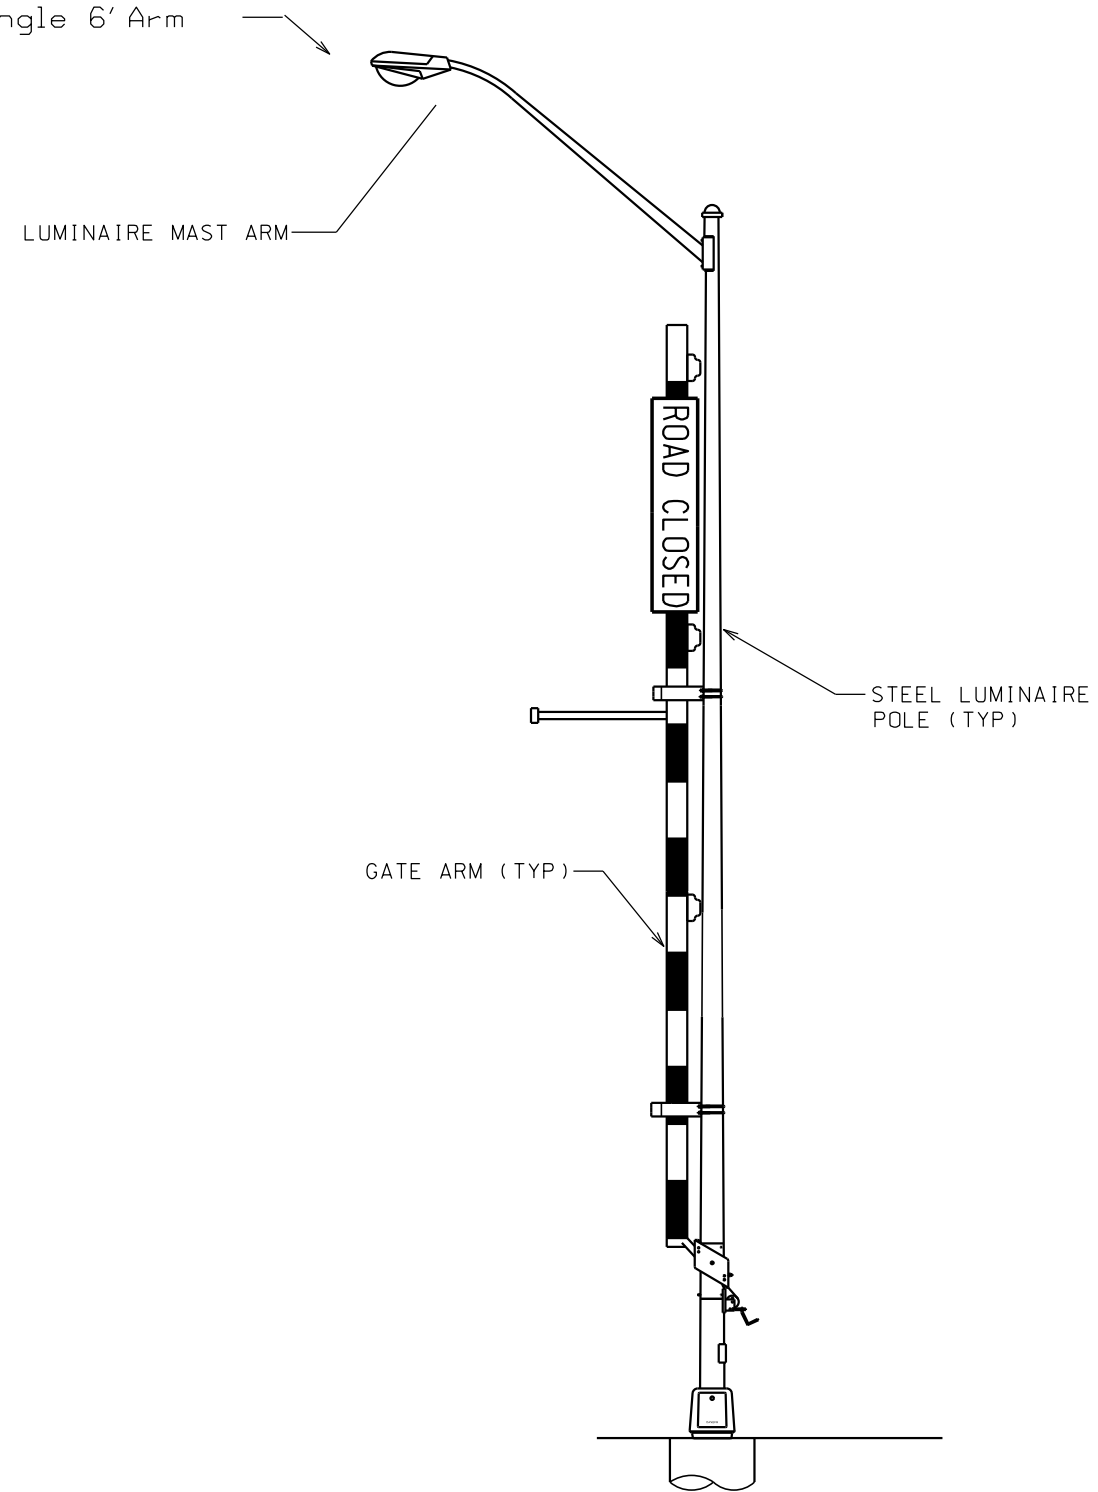 ngle 6' Arm
LUMINAIRE MAST ARM
ROAD CLOSED
STEEL LUMINAIRE
POLE (TYP)
GATE ARM (TYP)